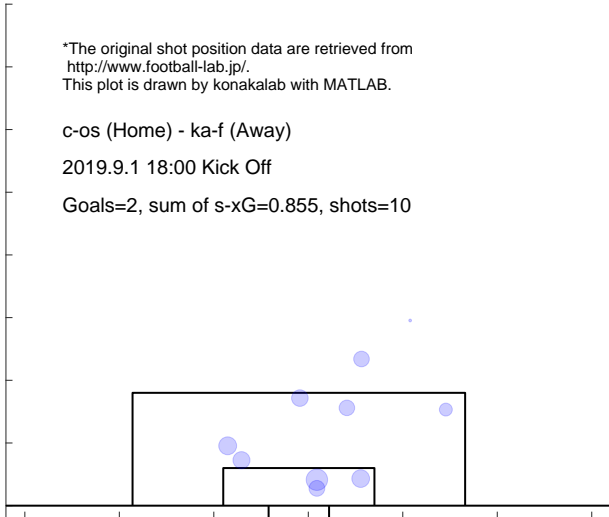 *The original shot position data are retrieved from
http://www.football-lab.jp/.
This plot is drawn by konakalab with MATLAB.
c-os (Home) - ka-f (Away)
2019.9.1 18:00 Kick Off
Goals=2, sum of s-xG=0.855, shots=10